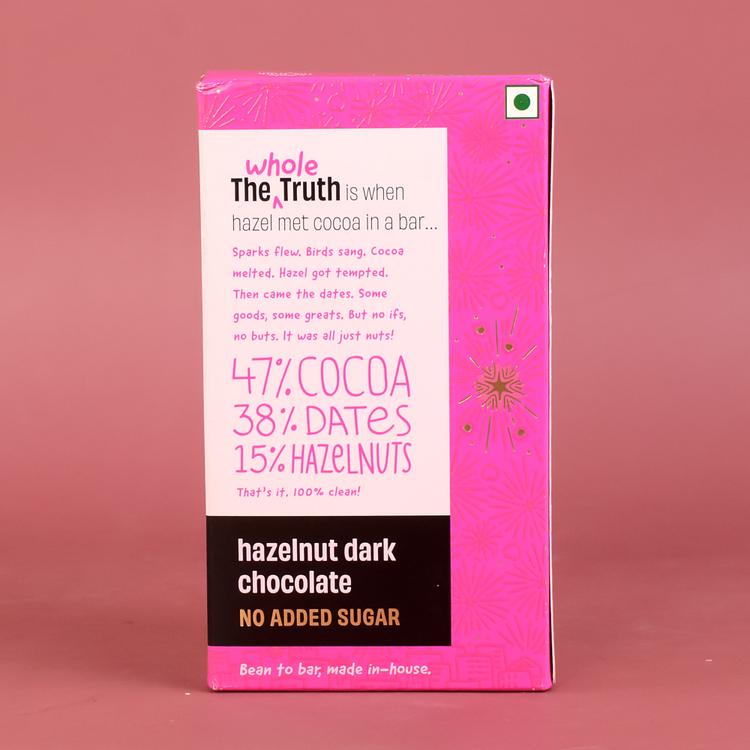 whole
The Truth is when
hazel met cocoa in a bar...
Sparks flew. Birds sang. Cocoa
melted. Hazel got tempted.
Then came the dates. Some
goods, some greats. But no ifs,
no buts. It was all just nuts!
47% COCOA
38% DATES
15% HAZELNUTS
That's it. 100% clean!
hazelnut dark
chocolate
NO ADDED SUGAR
Bean to bar, made in-house.